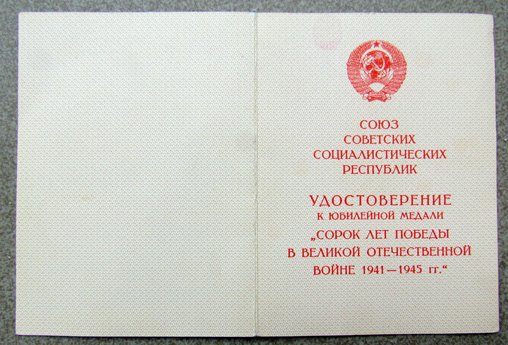 СОЮЗ
СОВЕТСКИХ
СОЦИАЛИСТИЧЕСКИХ
РЕСПУБЛИК
УДОСТОВЕРЕНИЕ
К ЮБИЛЕЙНОЙ МЕДАЛИ
„СОРОК ЛЕТ ПОБЕДЫ
В ВЕЛИКОЙ ОТЕЧЕСТВЕННОЙ
ВОЙНЕ 1941—1945 гг.“